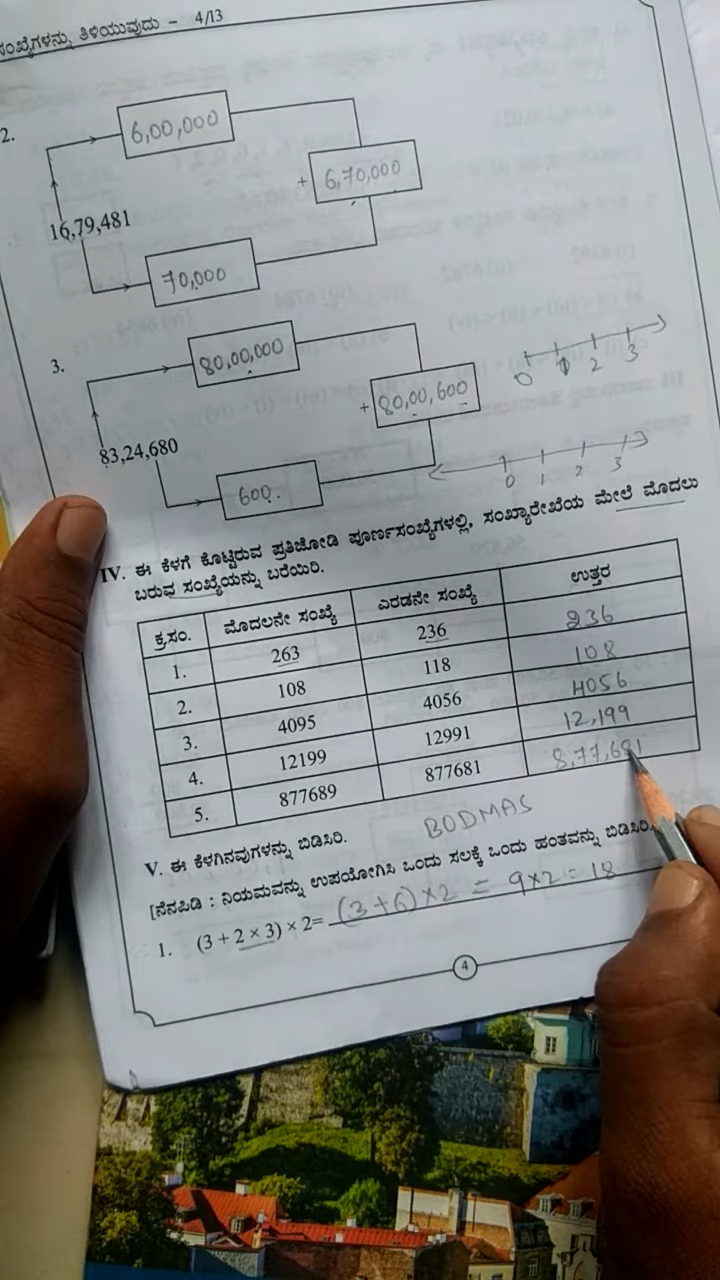 ಸಂಖ್ಯೆಗಳನ್ನು ತಿಳಿಯುವುದು - 4/13
2.
6,00,000
+ 6,70,000
16,79,481
70,000
3.
80,00,000
+ 80,00,600
83,24,680
600.
0 1 2 3
0 1 2 3
IV. ಈ ಕೆಳಗೆ ಕೊಟ್ಟಿರುವ ಪ್ರತಿಜೋಡಿ ಪೂರ್ಣಸಂಖ್ಯೆಗಳಲ್ಲಿ, ಸಂಖ್ಯಾರೇಖೆಯ ಮೇಲೆ ಮೊದಲು
ಬರುವ ಸಂಖ್ಯೆಯನ್ನು ಬರೆಯಿರಿ.
ಕ್ರ.ಸಂ. ಮೊದಲನೇ ಸಂಖ್ಯೆ ಎರಡನೇ ಸಂಖ್ಯೆ ಉತ್ತರ
1. 263 236 236
2. 108 118 108
3. 4095 4056 4056
4. 12199 12991 12,199
5. 877689 877681 8,77,681
V. ಈ ಕೆಳಗಿನವುಗಳನ್ನು ಬಿಡಿಸಿರಿ. BODMAS
[ನೆನಪಿಡಿ : ನಿಯಮವನ್ನು ಉಪಯೋಗಿಸಿ ಒಂದು ಸಲಕ್ಕೆ ಒಂದು ಹಂತವನ್ನು ಬಿಡಿಸಿರಿ.
1. (3 + 2 × 3) × 2= (3+6)×2 = 9×2 = 18
4